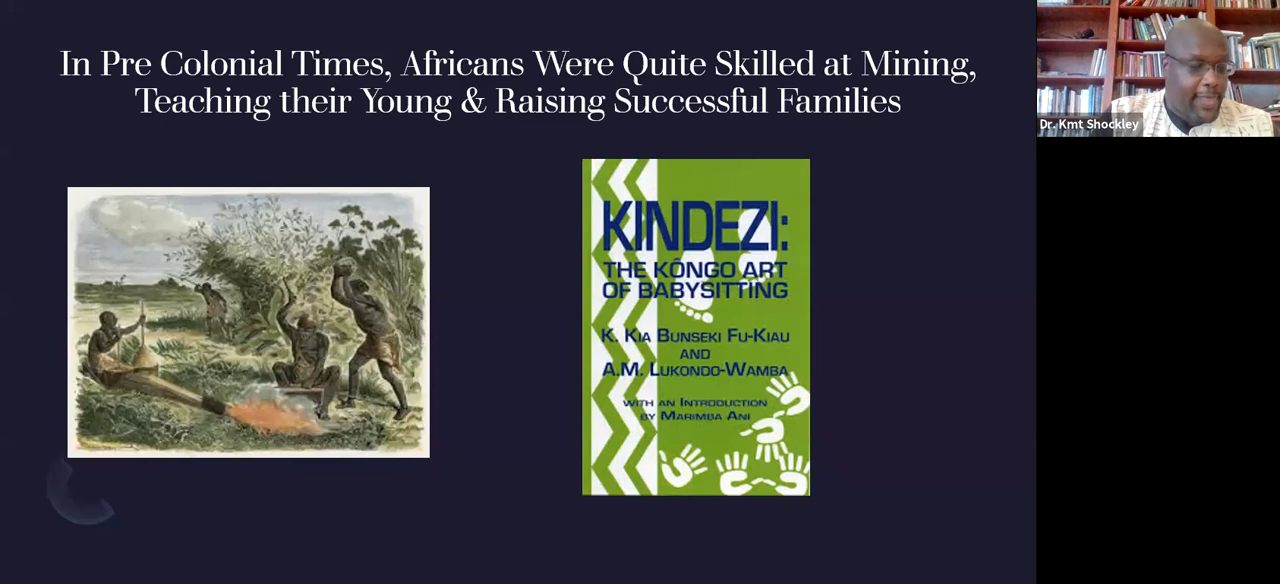 In Pre Colonial Times, Africans Were Quite Skilled at Mining,
Teaching their Young & Raising Successful Families
KINDEZI:
THE KÔNGO ART
OF BABYSITTING
K. KIA BUNSEKI FU-KIAU
AND
A.M. LUKONDO-WAMBA
WITH AN INTRODUCTION
BY MARIMBA ANI
Dr. Kmt Shockley